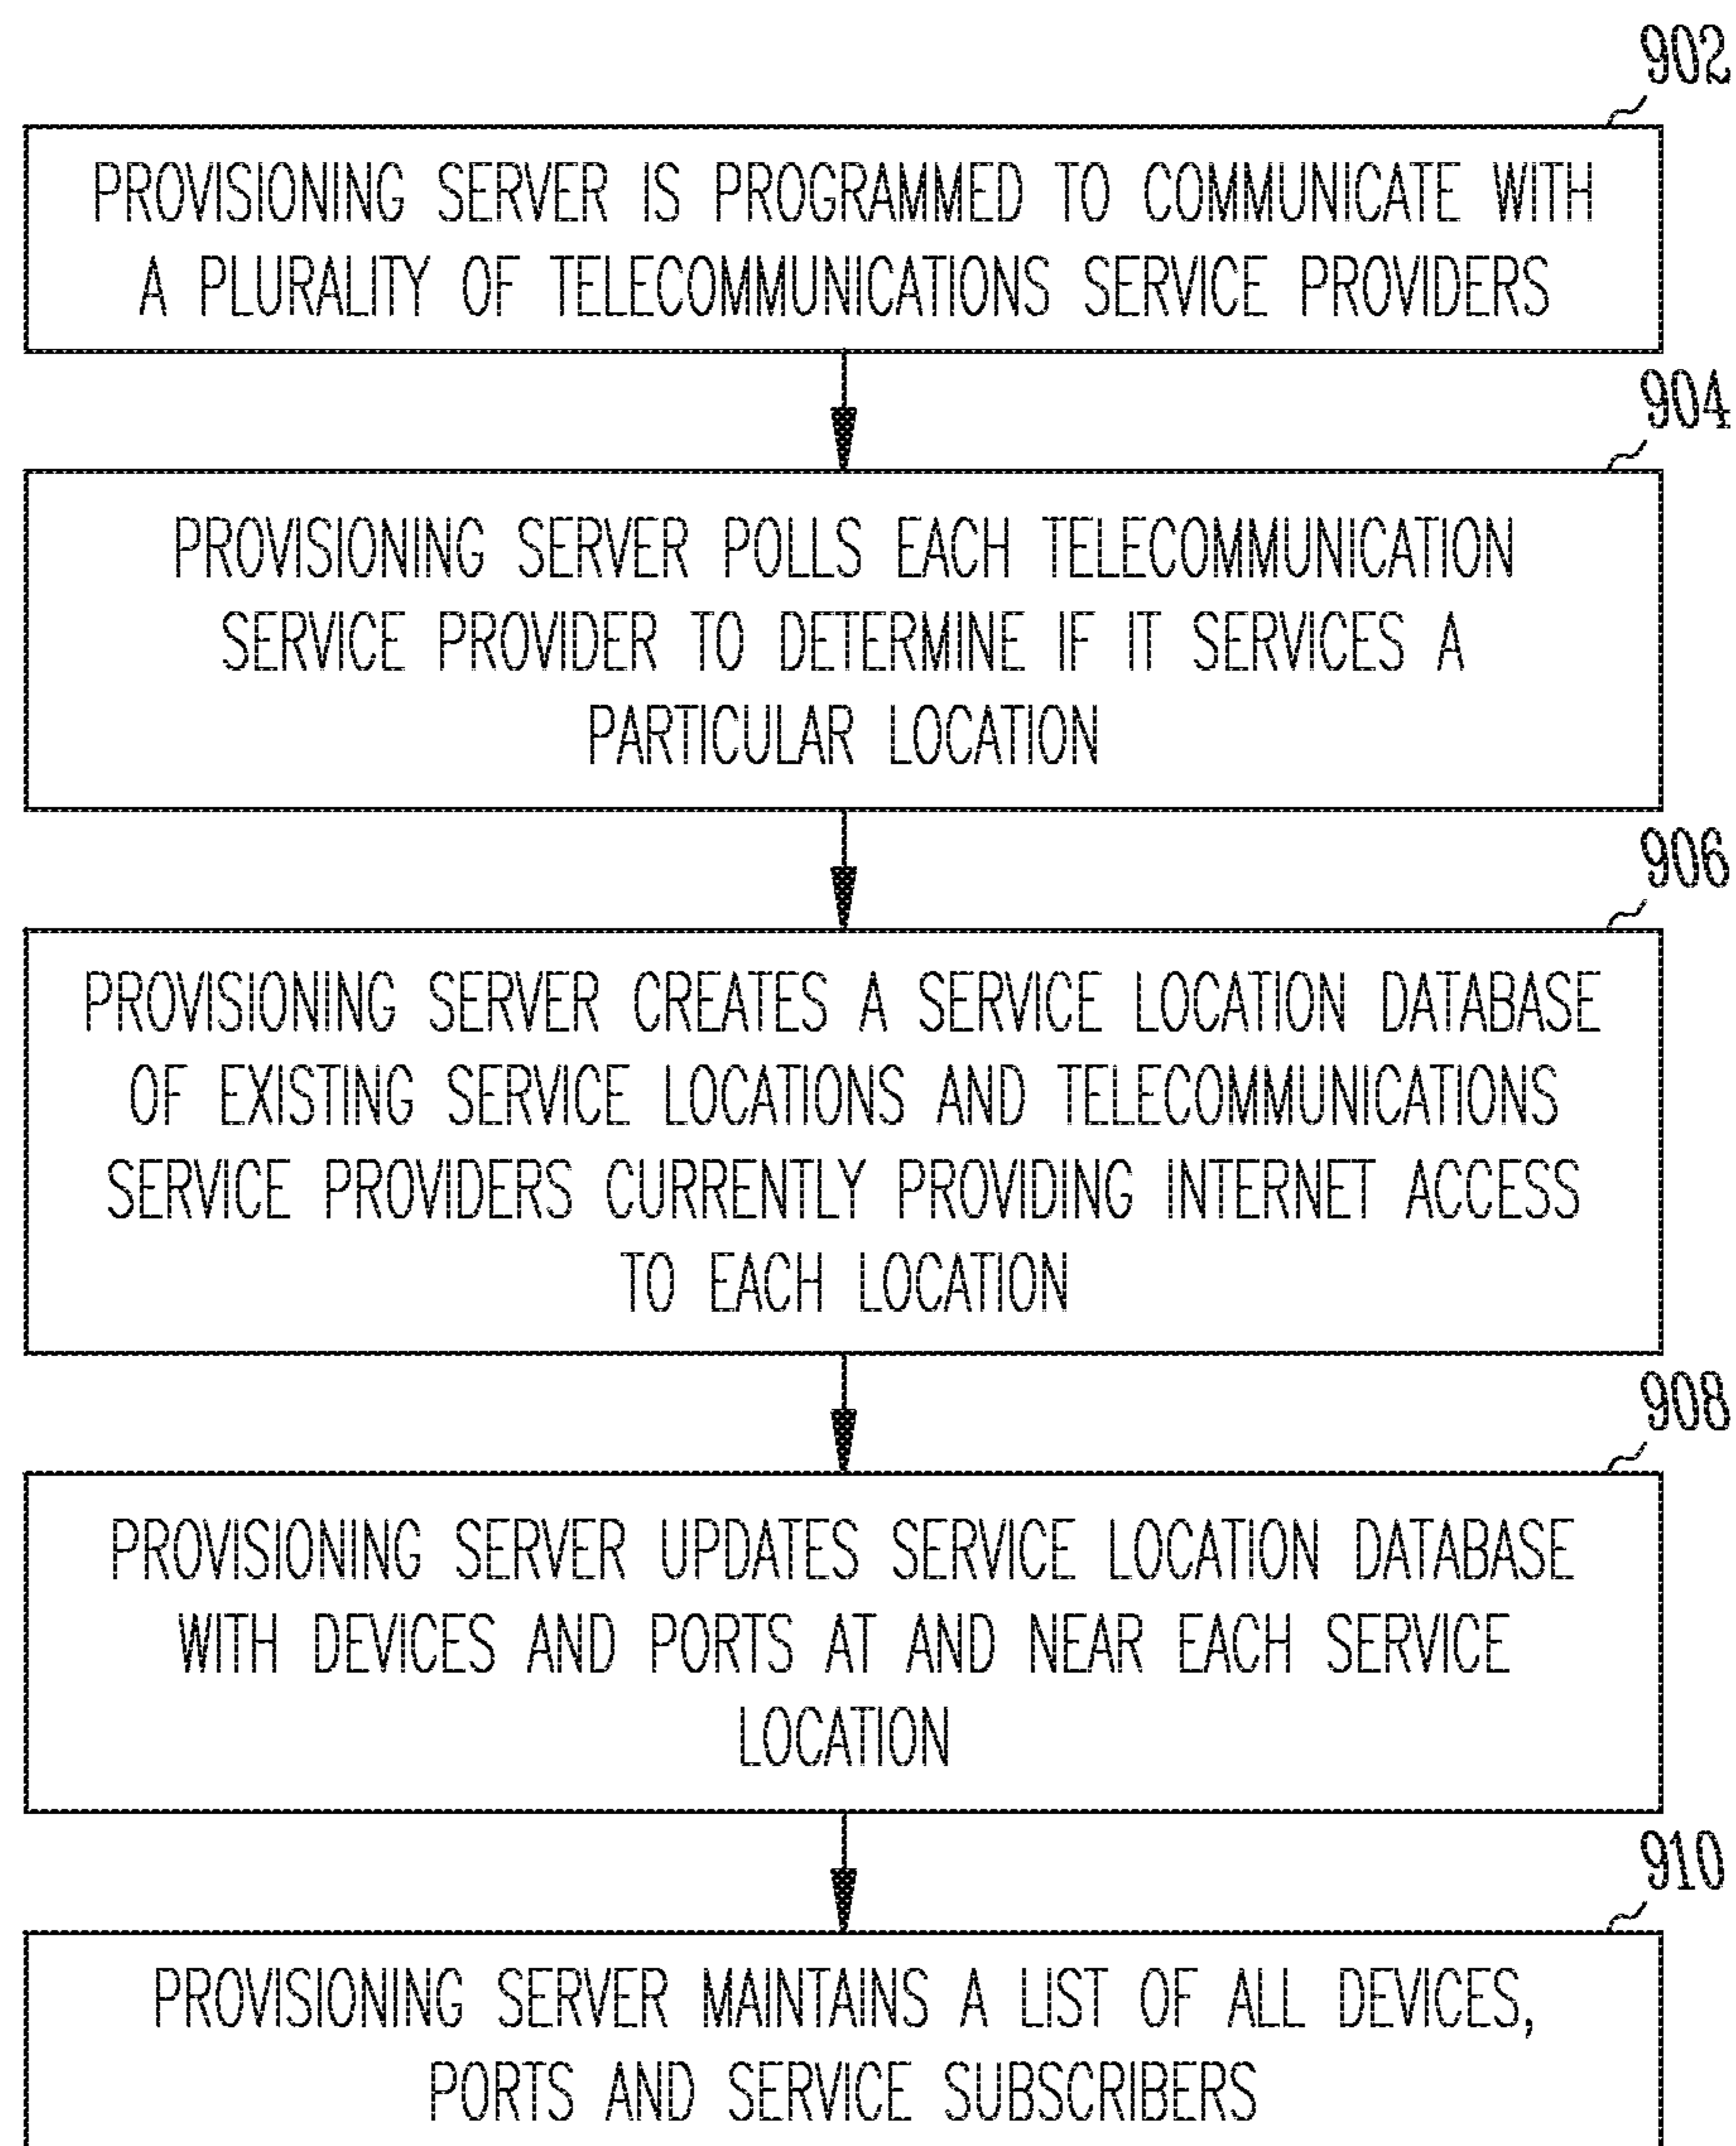 902
PROVISIONING SERVER IS PROGRAMMED TO COMMUNICATE WITH
A PLURALITY OF TELECOMMUNICATIONS SERVICE PROVIDERS
904
PROVISIONING SERVER POLLS EACH TELECOMMUNICATION
SERVICE PROVIDER TO DETERMINE IF IT SERVICES A
PARTICULAR LOCATION
906
PROVISIONING SERVER CREATES A SERVICE LOCATION DATABASE
OF EXISTING SERVICE LOCATIONS AND TELECOMMUNICATIONS
SERVICE PROVIDERS CURRENTLY PROVIDING INTERNET ACCESS
TO EACH LOCATION
908
PROVISIONING SERVER UPDATES SERVICE LOCATION DATABASE
WITH DEVICES AND PORTS AT AND NEAR EACH SERVICE
LOCATION
910
PROVISIONING SERVER MAINTAINS A LIST OF ALL DEVICES,
PORTS AND SERVICE SUBSCRIBERS